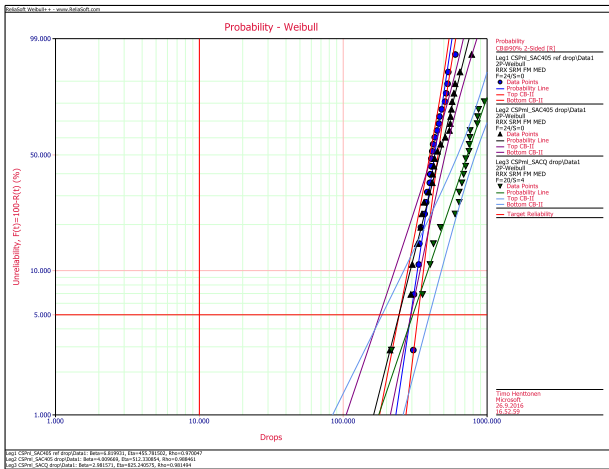 ReliaSoft Weibull++ - www.ReliaSoft.com
Probability - Weibull
99.000
50.000
10.000
5.000
1.000
Unreliability, F(t)=100-R(t) (%)
1.000
10.000
100.000
1000.000
Drops
Probability
CB@90% 2-Sided [R]
Leg1 CSPml_SAC405 ref drop\Data1
2P-Weibull
RRX SRM FM MED
F=24/S=0
Data Points
Probability Line
Top CB-II
Bottom CB-II
Leg2 CSPml_SAC405 drop\Data1
2P-Weibull
RRX SRM FM MED
F=24/S=0
Data Points
Probability Line
Top CB-II
Bottom CB-II
Leg3 CSPml_SACQ drop\Data1
2P-Weibull
RRX SRM FM MED
F=20/S=4
Data Points
Probability Line
Top CB-II
Bottom CB-II
Target Reliability
Timo Henttonen
Microsoft
26.9.2016
16.52.59
Leg1 CSPml_SAC405 ref drop\Data1: Beta=6.819931, Eta=455.781502, Rho=0.970047
Leg2 CSPml_SAC405 drop\Data1: Beta=4.009669, Eta=512.330854, Rho=0.988461
Leg3 CSPml_SACQ drop\Data1: Beta=2.981571, Eta=825.240575, Rho=0.981494